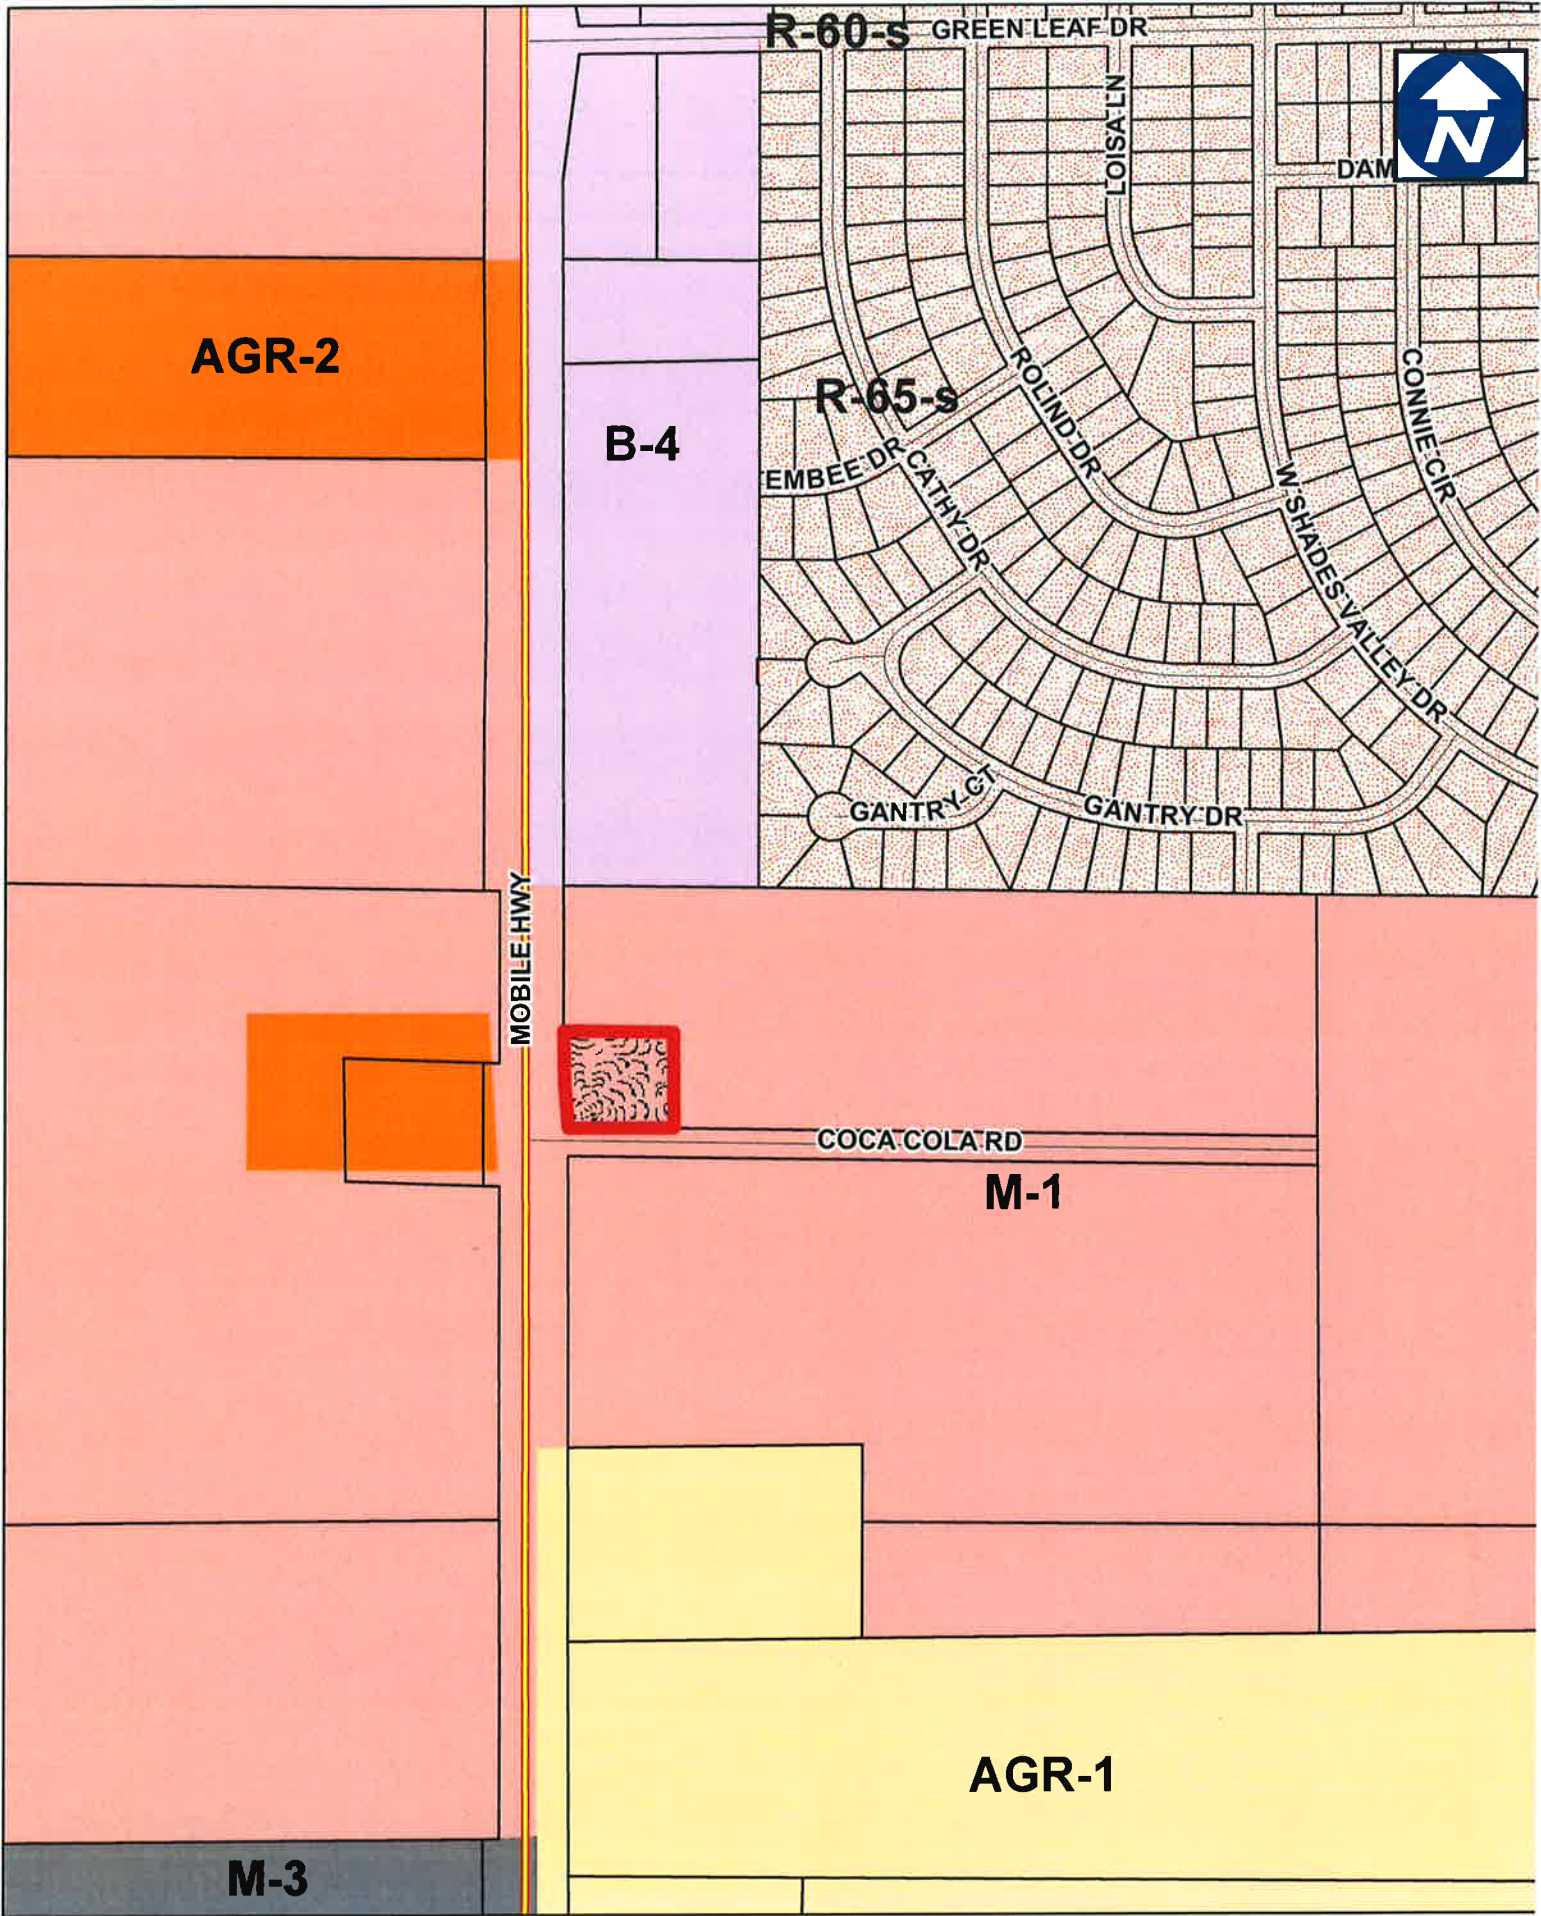 R-60-s
GREEN LEAF DR
N
LOISA LN
DAM
AGR-2
R-65-s
B-4
ROLIND DR
CONNIE CIR
EMBEE DR
CATHY DR
W SHADES VALLEY DR
GANTRY CT
GANTRY DR
MOBILE HWY
COCA COLA RD
M-1
AGR-1
M-3